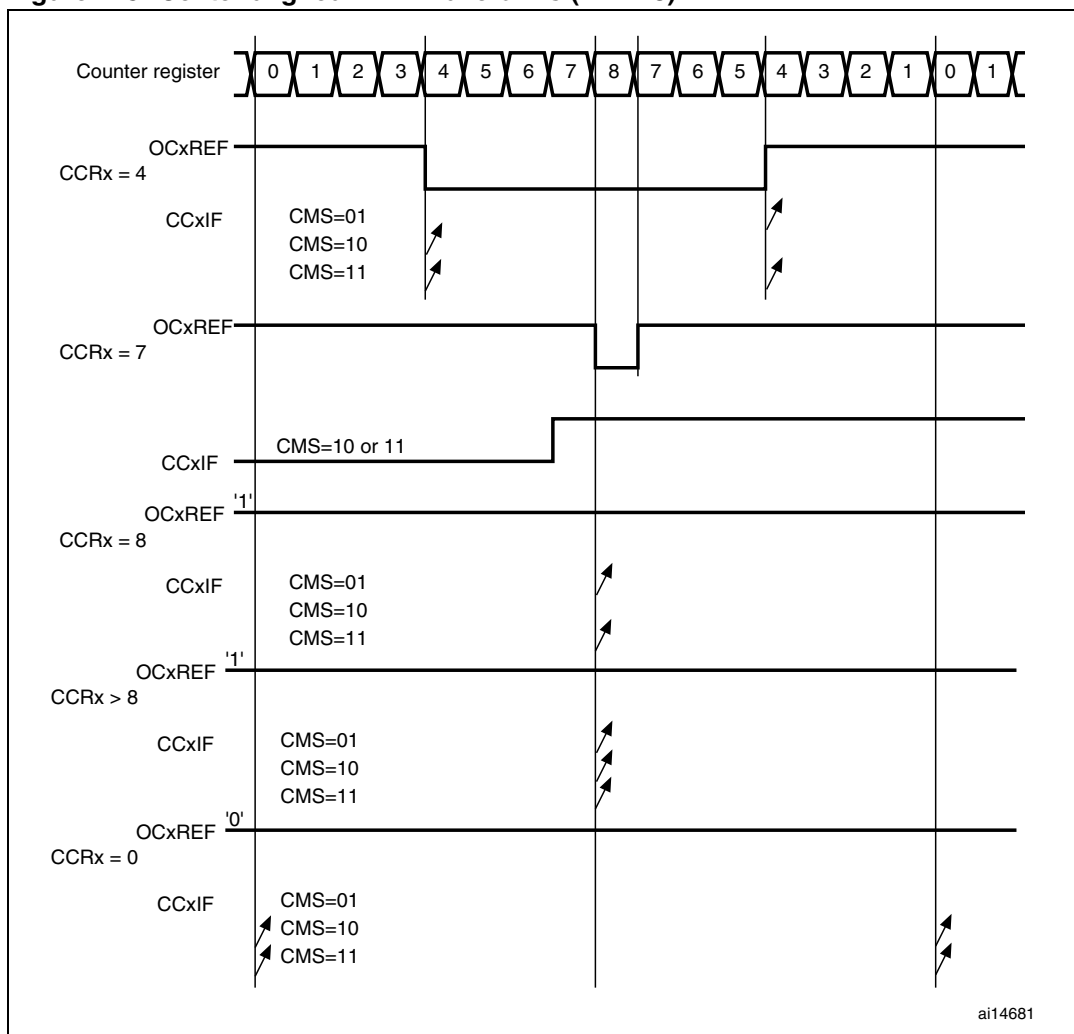 Counter register 0 1 2 3 4 5 6 7 8 7 6 5 4 3 2 1 0 1
OCxREF
CCRx = 4
CCxIF
CMS=01
CMS=10
CMS=11
OCxREF
CCRx = 7
CMS=10 or 11
CCxIF
'1'
OCxREF
CCRx = 8
CCxIF
CMS=01
CMS=10
CMS=11
'1'
OCxREF
CCRx > 8
CCxIF
CMS=01
CMS=10
CMS=11
'0'
OCxREF
CCRx = 0
CCxIF
CMS=01
CMS=10
CMS=11
ai14681